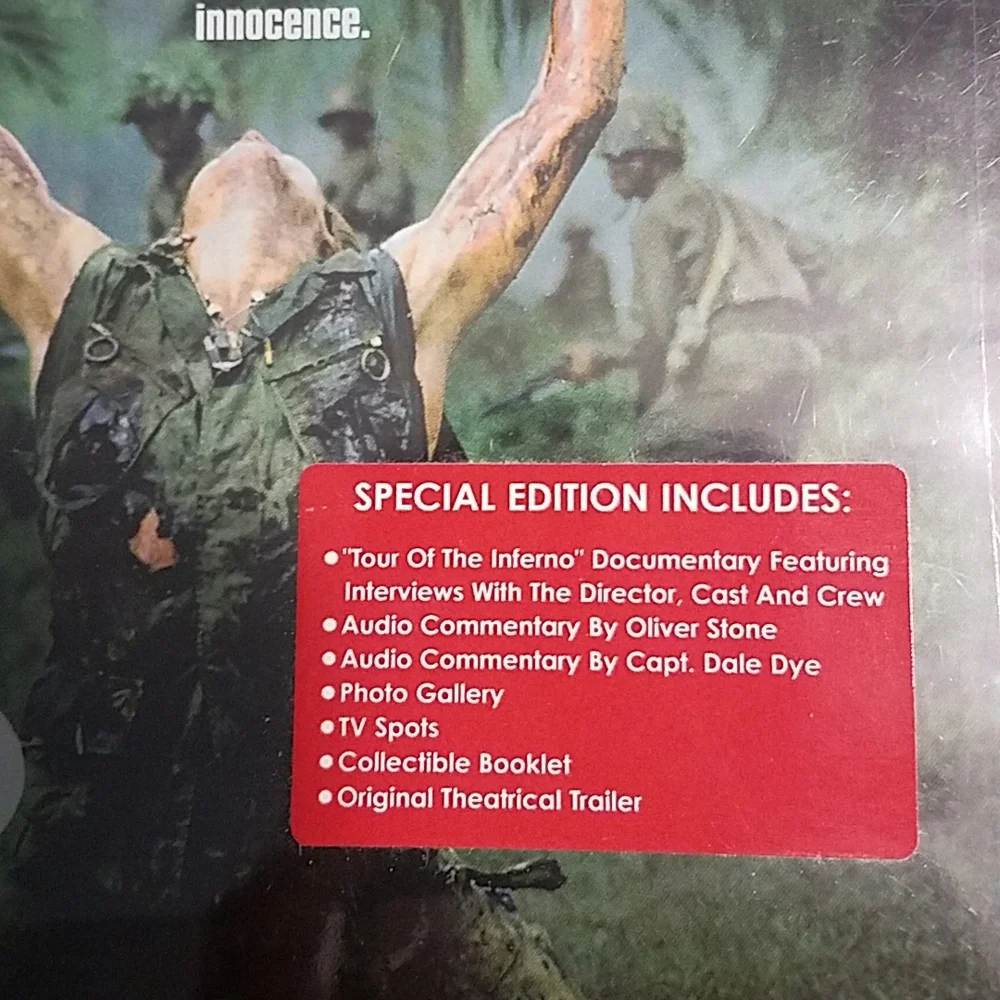 innocence.
SPECIAL EDITION INCLUDES:
•"Tour Of The Inferno" Documentary Featuring
Interviews With The Director, Cast And Crew
•Audio Commentary By Oliver Stone
•Audio Commentary By Capt. Dale Dye
•Photo Gallery
•TV Spots
•Collectible Booklet
•Original Theatrical Trailer